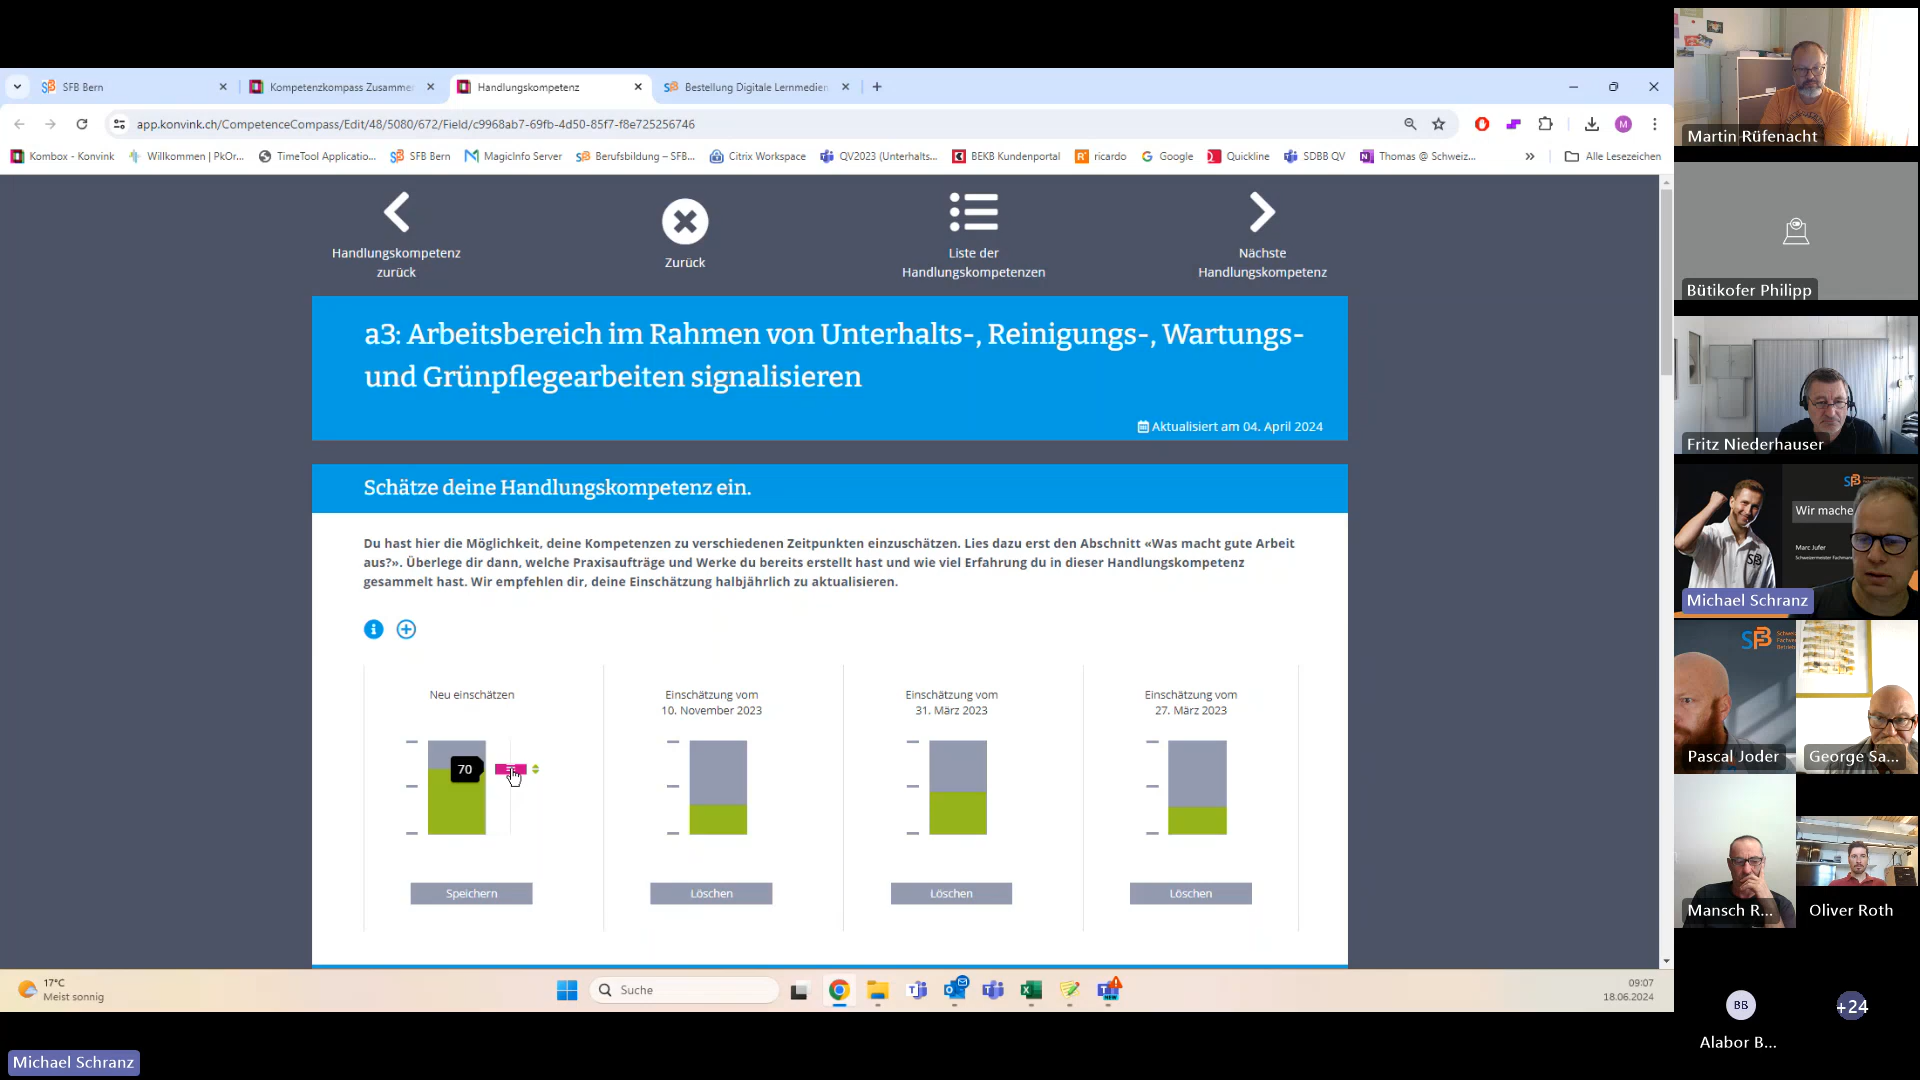 SFB Bern
Kompetenzkompass Zusamme
Handlungskompetenz
Bestellung Digitale Lernmedien
app.konvink.ch/CompetenceCompass/Edit/48/5080/672/Field/c9968ab7-69fb-4d50-85f7-f8e725256746
Kombox - Konvink
Willkommen | PkOr...
TimeTool Applicatio...
SFB Bern
MagicInfo Server
Berufsbildung – SFB...
Citrix Workspace
QV2023 (Unterhalts...
BEKB Kundenportal
ricardo
Google
Quickline
SDBB QV
Thomas @ Schweiz...
Alle Lesezeichen
Handlungskompetenz
zurück
Zurück
Liste der
Handlungskompetenzen
Nächste
Handlungskompetenz
a3: Arbeitsbereich im Rahmen von Unterhalts-, Reinigungs-, Wartungs-
und Grünpflegearbeiten signalisieren
Aktualisiert am 04. April 2024
Schätze deine Handlungskompetenz ein.
Du hast hier die Möglichkeit, deine Kompetenzen zu verschiedenen Zeitpunkten einzuschätzen. Lies dazu erst den Abschnitt «Was macht gute Arbeit
aus?». Überlege dir dann, welche Praxisaufträge und Werke du bereits erstellt hast und wie viel Erfahrung du in dieser Handlungskompetenz
gesammelt hast. Wir empfehlen dir, deine Einschätzung halbjährlich zu aktualisieren.
Neu einschätzen
70
Speichern
Einschätzung vom
10. November 2023
Löschen
Einschätzung vom
31. März 2023
Löschen
Einschätzung vom
27. März 2023
Löschen
17°C
Meist sonnig
Suche
09:07
18.06.2024
Michael Schranz
Martin Rüfenacht
Bütikofer Philipp
Fritz Niederhauser
Wir mache
Marc Jufer
Michael Schranz
Pascal Joder
George Sa...
Mansch R...
Oliver Roth
BB
Alabor B...
+24